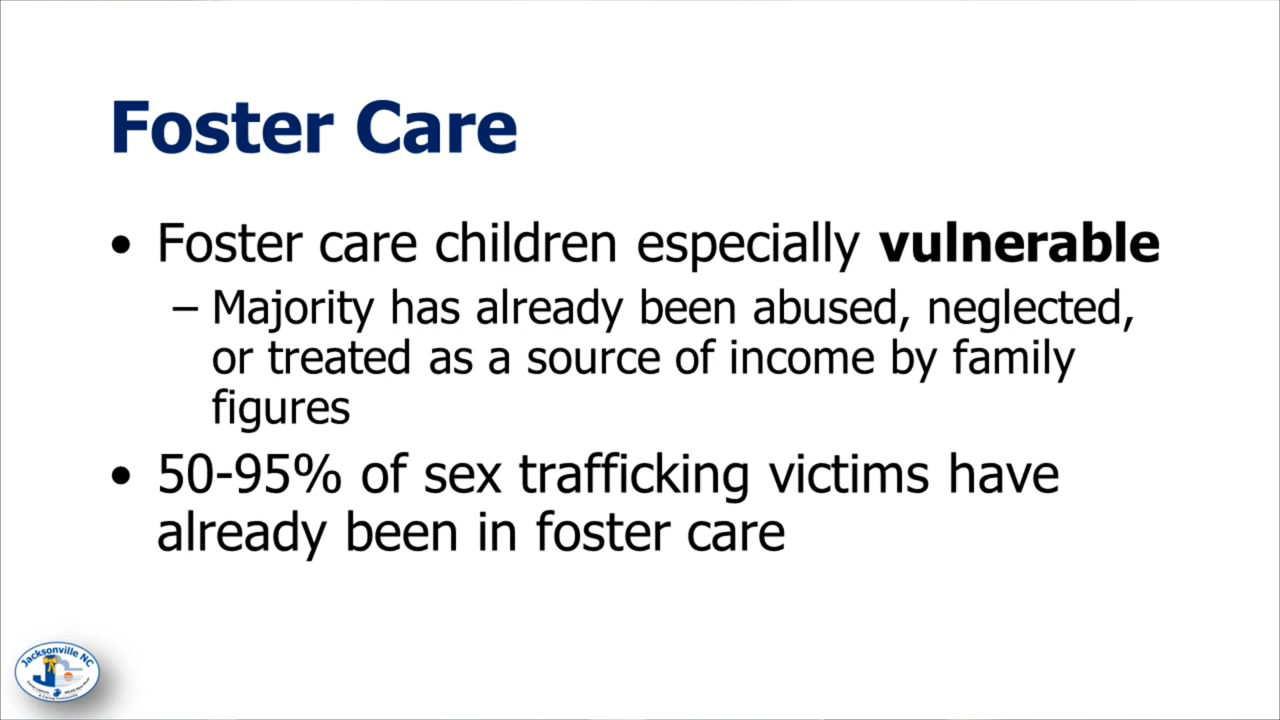 Foster Care
• Foster care children especially vulnerable
– Majority has already been abused, neglected,
or treated as a source of income by family
figures
• 50-95% of sex trafficking victims have
already been in foster care
Jacksonville NC